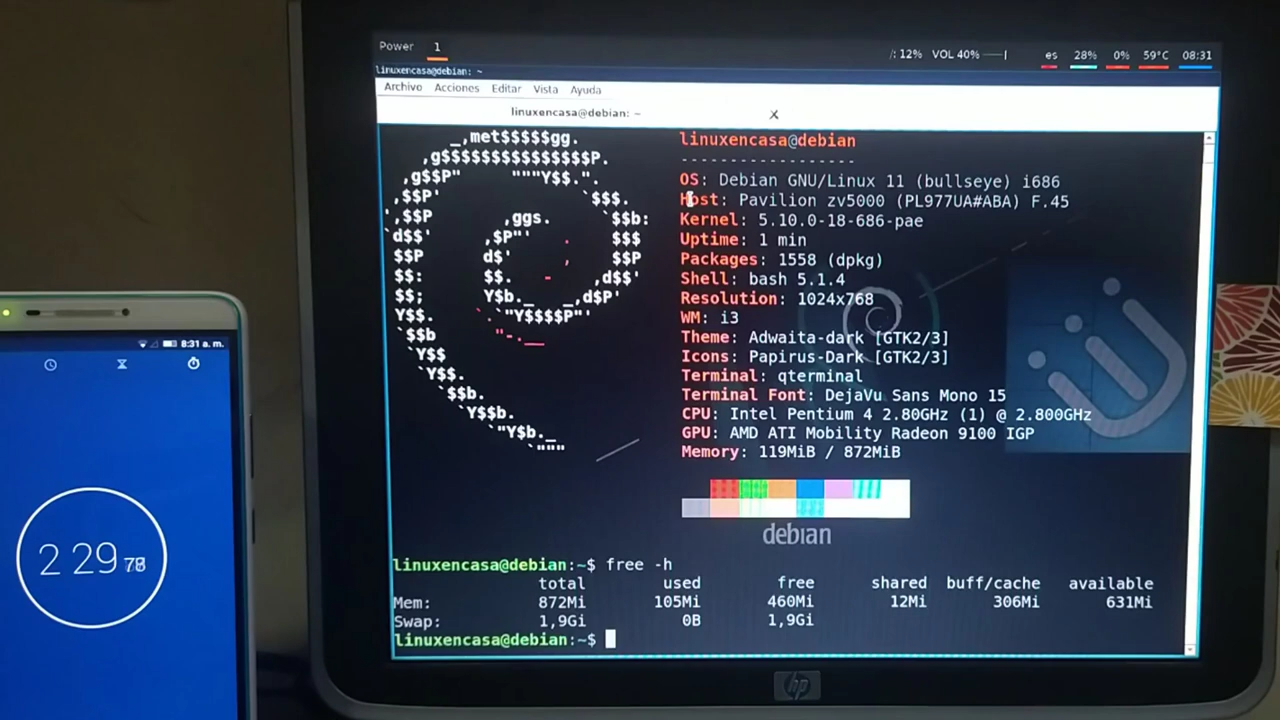 Power 1 /: 12% VOL 40% es 28% 0% 59°C 08:31
linuxencasa@debian: ~
Archivo Acciones Editar Vista Ayuda
linuxencasa@debian: ~ X
_,met$$$$$gg.
,g$$$$$$$$$$$$$$$P.
,g$$P" """Y$$.".
,$$P' `$$$.
',$$P ,ggs. `$$b:
`d$$' ,$P"' . $$$
$$P d$' , $$P
$$: $$. - ,d$$'
$$; Y$b._ _,d$P'
Y$$. `.`"Y$$$$P"'
`$$b "-.__
`Y$$
`Y$$.
`$$b.
`Y$$b.
`"Y$b._
`"""
linuxencasa@debian
------------------
OS: Debian GNU/Linux 11 (bullseye) i686
Host: Pavilion zv5000 (PL977UA#ABA) F.45
Kernel: 5.10.0-18-686-pae
Uptime: 1 min
Packages: 1558 (dpkg)
Shell: bash 5.1.4
Resolution: 1024x768
WM: i3
Theme: Adwaita-dark [GTK2/3]
Icons: Papirus-Dark [GTK2/3]
Terminal: qterminal
Terminal Font: DejaVu Sans Mono 15
CPU: Intel Pentium 4 2.80GHz (1) @ 2.800GHz
GPU: AMD ATI Mobility Radeon 9100 IGP
Memory: 119MiB / 872MiB
debian
linuxencasa@debian:~$ free -h
total used free shared buff/cache available
Mem: 872Mi 105Mi 460Mi 12Mi 306Mi 631Mi
Swap: 1,9Gi 0B 1,9Gi
linuxencasa@debian:~$
hp
8:31 a. m.
2 29